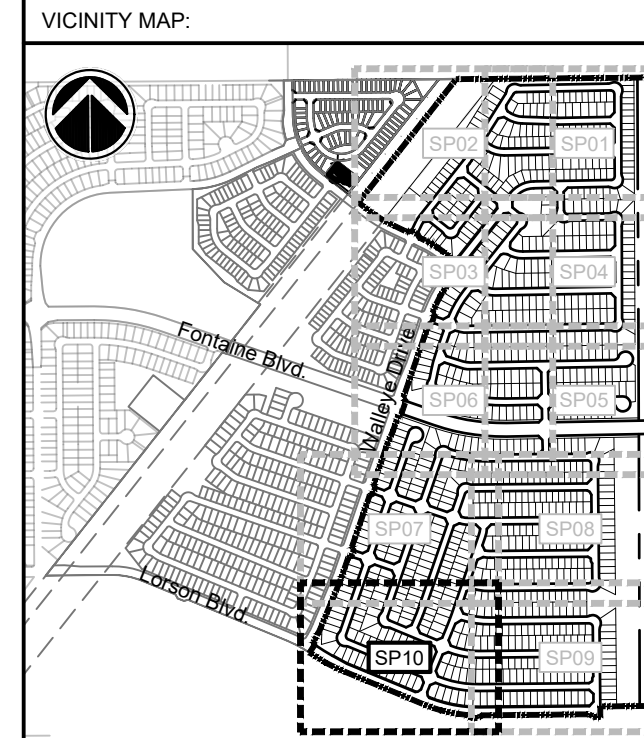 VICINITY MAP:
SP02 SP01
SP03 SP04
Fontaine Blvd.
Walleye Drive
SP06 SP05
SP07 SP08
Lorson Blvd.
SP10 SP09